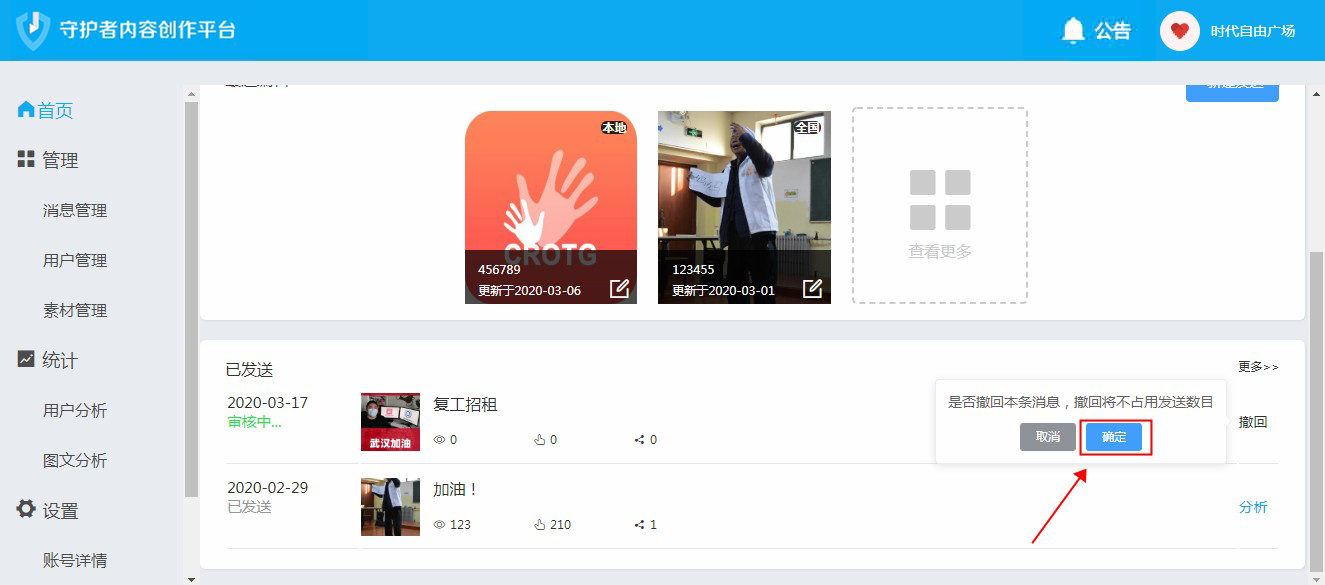 守护者内容创作平台
公告
时代自由广场
首页
管理
消息管理
用户管理
素材管理
统计
用户分析
图文分析
设置
账号详情
本地
CROTG
456789
更新于2020-03-06
全国
123455
更新于2020-03-01
查看更多
已发送
更多>>
2020-03-17
审核中...
武汉加油
复工招租
0
0
0
是否撤回本条消息，撤回将不占用发送数目
取消
确定
撤回
2020-02-29
已发送
加油！
123
210
1
分析